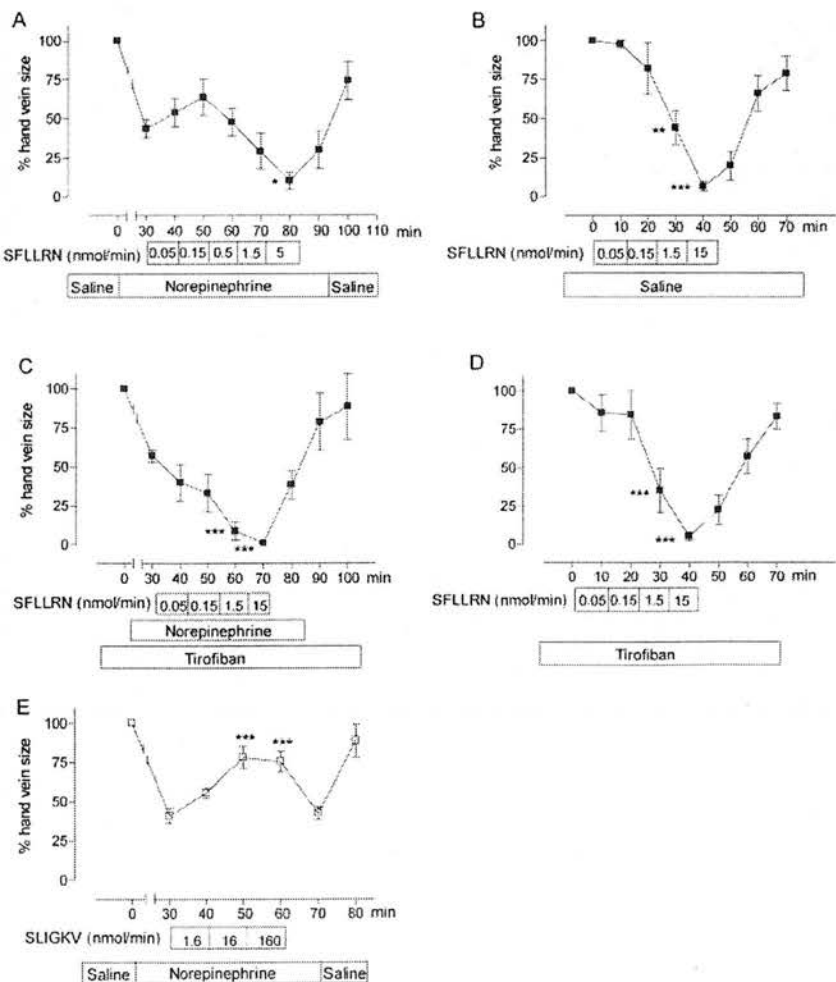 A
% hand vein size
100
75
50
25
0
0 30 40 50 60 70 80 90 100 110 min
*
SFLLRN (nmol/min) 0.05 0.15 0.5 1.5 5
Saline Norepinephrine Saline
B
% hand vein size
100
75
50
25
0
**
***
0 10 20 30 40 50 60 70 min
SFLLRN (nmol/min) 0.05 0.15 1.5 15
Saline
C
% hand vein size
100
75
50
25
0
***
***
0 30 40 50 60 70 80 90 100 min
SFLLRN (nmol/min) 0.05 0.15 1.5 15
Norepinephrine
Tirofiban
D
% hand vein size
100
75
50
25
0
***
***
0 10 20 30 40 50 60 70 min
SFLLRN (nmol/min) 0.05 0.15 1.5 15
Tirofiban
E
% hand vein size
100
75
50
25
0
*** ***
0 30 40 50 60 70 80 min
SLIGKV (nmol/min) 1.6 16 160
Saline Norepinephrine Saline